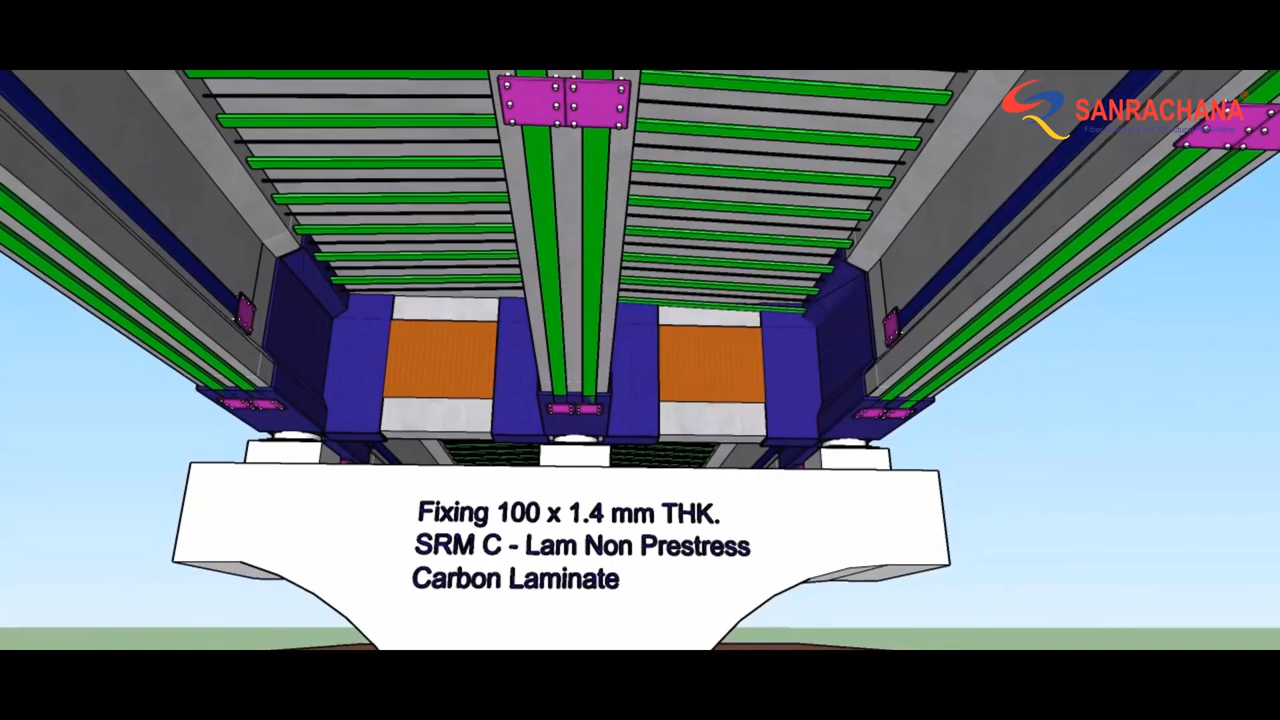 SANRACHANA
Fixing 100 x 1.4 mm THK.
SRM C - Lam Non Prestress
Carbon Laminate